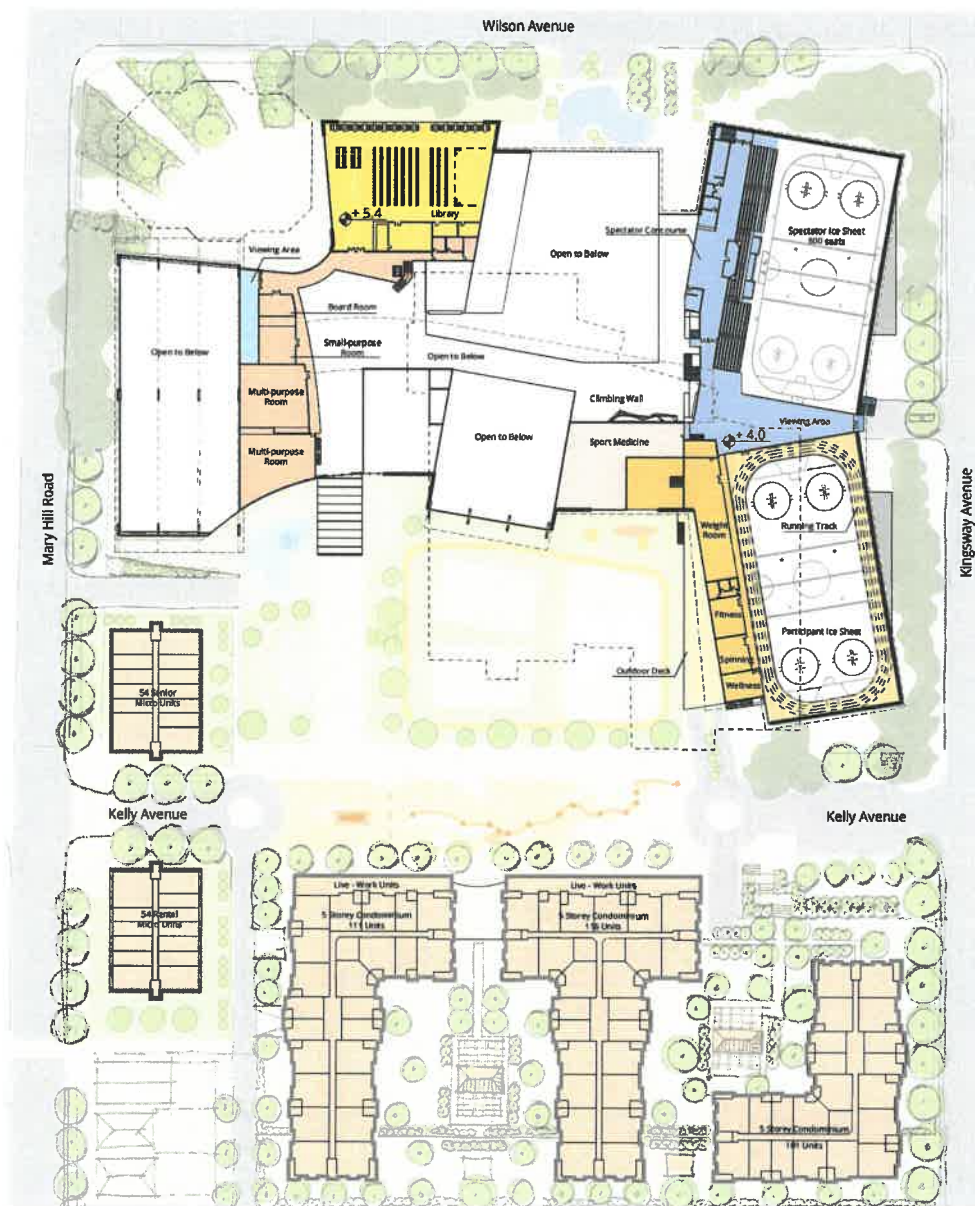 Wilson Avenue
+ 5.4
Library
Viewing Area
Spectator Concourse
Spectator Ice Sheet
800 seats
Open to Below
Board Room
Small-purpose
Room
Open to Below
Open to Below
Multi-purpose
Room
Climbing Wall
Viewing Area
Open to Below
Sport Medicine
+ 4.0
Multi-purpose
Room
Mary Hill Road
Kingsway Avenue
Weight
Room
Running Track
Fitness
Participant Ice Sheet
Spinning
Outdoor Deck
Wellness
54 Senior
Micro Units
Kelly Avenue
Kelly Avenue
54 Rental
Micro Units
Live - Work Units
5 Storey Condominium
111 Units
Live - Work Units
5 Storey Condominium
5 Storey Condominium